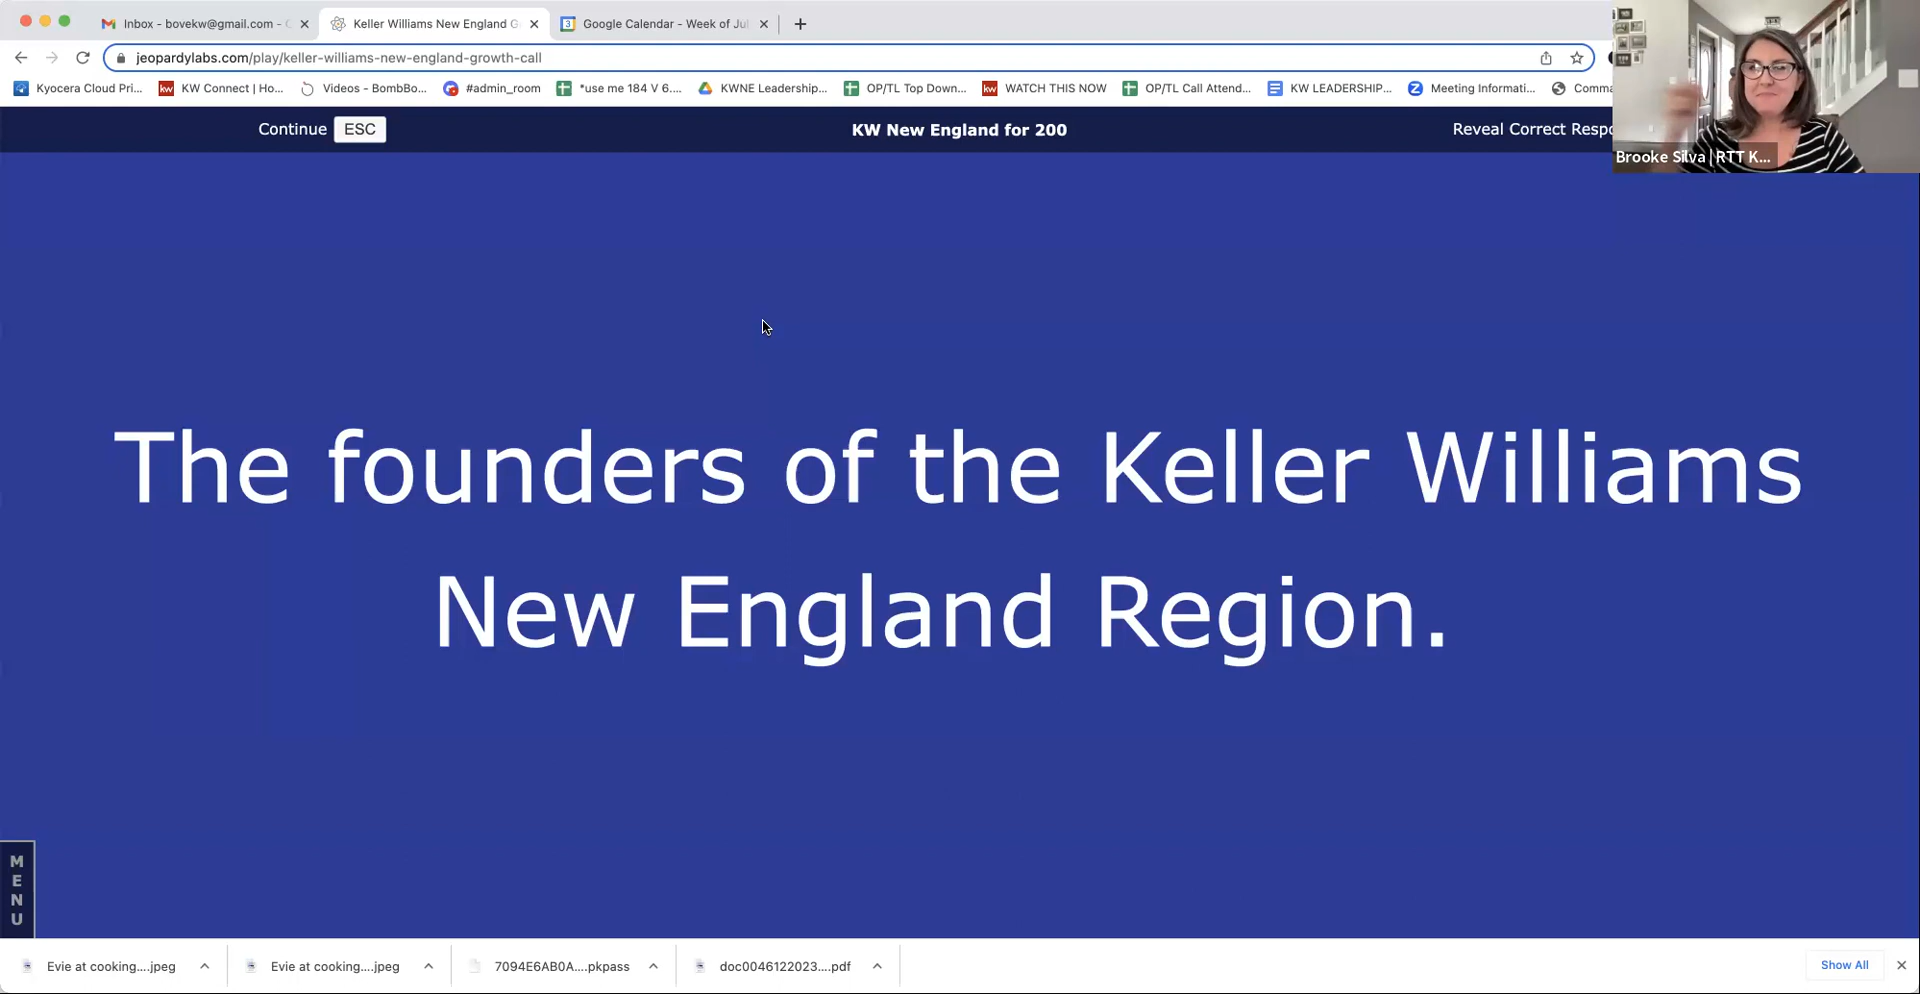 Inbox - bovekw@gmail.com -
Keller Williams New England G
Google Calendar - Week of Jul
jeopardylabs.com/play/keller-williams-new-england-growth-call
Kyocera Cloud Pri... KW Connect | Ho... Videos - BombBo... #admin_room *use me 184 V 6.... KWNE Leadership... OP/TL Top Down... WATCH THIS NOW OP/TL Call Attend... KW LEADERSHIP... Meeting Informati... Comma
Continue ESC
KW New England for 200
Reveal Correct Respo
Brooke Silva | RTT K...
The founders of the Keller Williams
New England Region.
MENU
Evie at cooking....jpeg
Evie at cooking....jpeg
7094E6AB0A....pkpass
doc0046122023....pdf
Show All